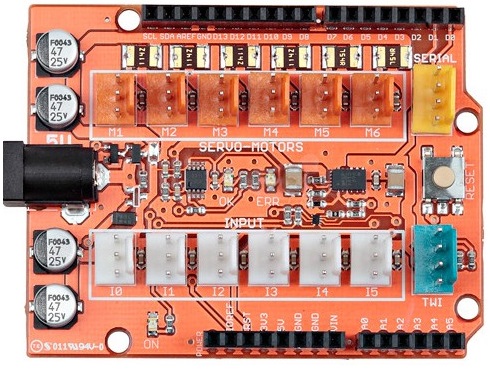 SCL SDA AREF GND D13 D12 D11 D10 D9 D8 D7 D6 D5 D4 D3 D2 D1 D0
SERIAL
F0043
47
25V
F0043
47
25V
M1 M2 M3 M4 M5 M6
5V
SERVO-MOTORS
OK ERR
RESET
INPUT
F0043
47
25V
F0043
47
25V
I0 I1 I2 I3 I4 I5
TWI
ON
POWER
IOREF RST 3V3 5V GND GND VIN
A0 A1 A2 A3 A4 A5